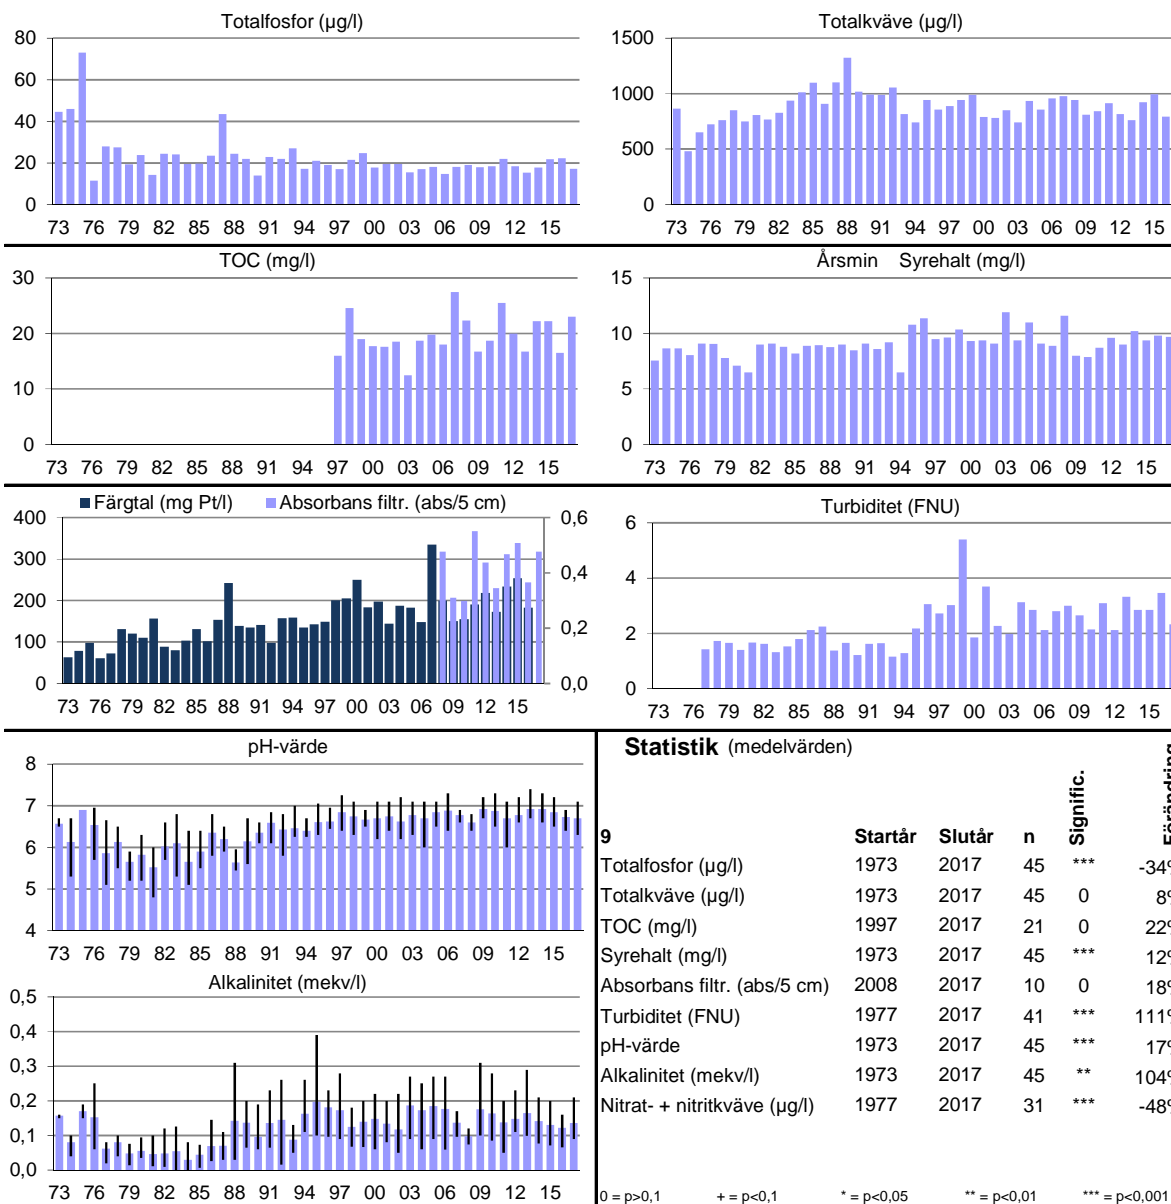 Totalfosfor (µg/l)
80
60
40
20
0
73 76 79 82 85 88 91 94 97 00 03 06 09 12 15
Totalkväve (µg/l)
1500
1000
500
0
73 76 79 82 85 88 91 94 97 00 03 06 09 12 15
TOC (mg/l)
30
20
10
0
73 76 79 82 85 88 91 94 97 00 03 06 09 12 15
Årsmin Syrehalt (mg/l)
15
10
5
0
73 76 79 82 85 88 91 94 97 00 03 06 09 12 15
Färgtal (mg Pt/l) Absorbans filtr. (abs/5 cm)
400 0,6
300
0,4
200
0,2
100
0 0,0
73 76 79 82 85 88 91 94 97 00 03 06 09 12 15
Turbiditet (FNU)
6
4
2
0
73 76 79 82 85 88 91 94 97 00 03 06 09 12 15
pH-värde
8
7
6
5
4
73 76 79 82 85 88 91 94 97 00 03 06 09 12 15
Alkalinitet (mekv/l)
0,5
0,4
0,3
0,2
0,1
0,0
73 76 79 82 85 88 91 94 97 00 03 06 09 12 15
Statistik (medelvärden)
9 Startår Slutår n Signific. Förändring
Totalfosfor (µg/l) 1973 2017 45 *** -34%
Totalkväve (µg/l) 1973 2017 45 0 8%
TOC (mg/l) 1997 2017 21 0 22%
Syrehalt (mg/l) 1973 2017 45 *** 12%
Absorbans filtr. (abs/5 cm) 2008 2017 10 0 18%
Turbiditet (FNU) 1977 2017 41 *** 111%
pH-värde 1973 2017 45 *** 17%
Alkalinitet (mekv/l) 1973 2017 45 ** 104%
Nitrat- + nitritkväve (µg/l) 1977 2017 31 *** -48%
0 = p>0,1 + = p<0,1 * = p<0,05 ** = p<0,01 *** = p<0,001